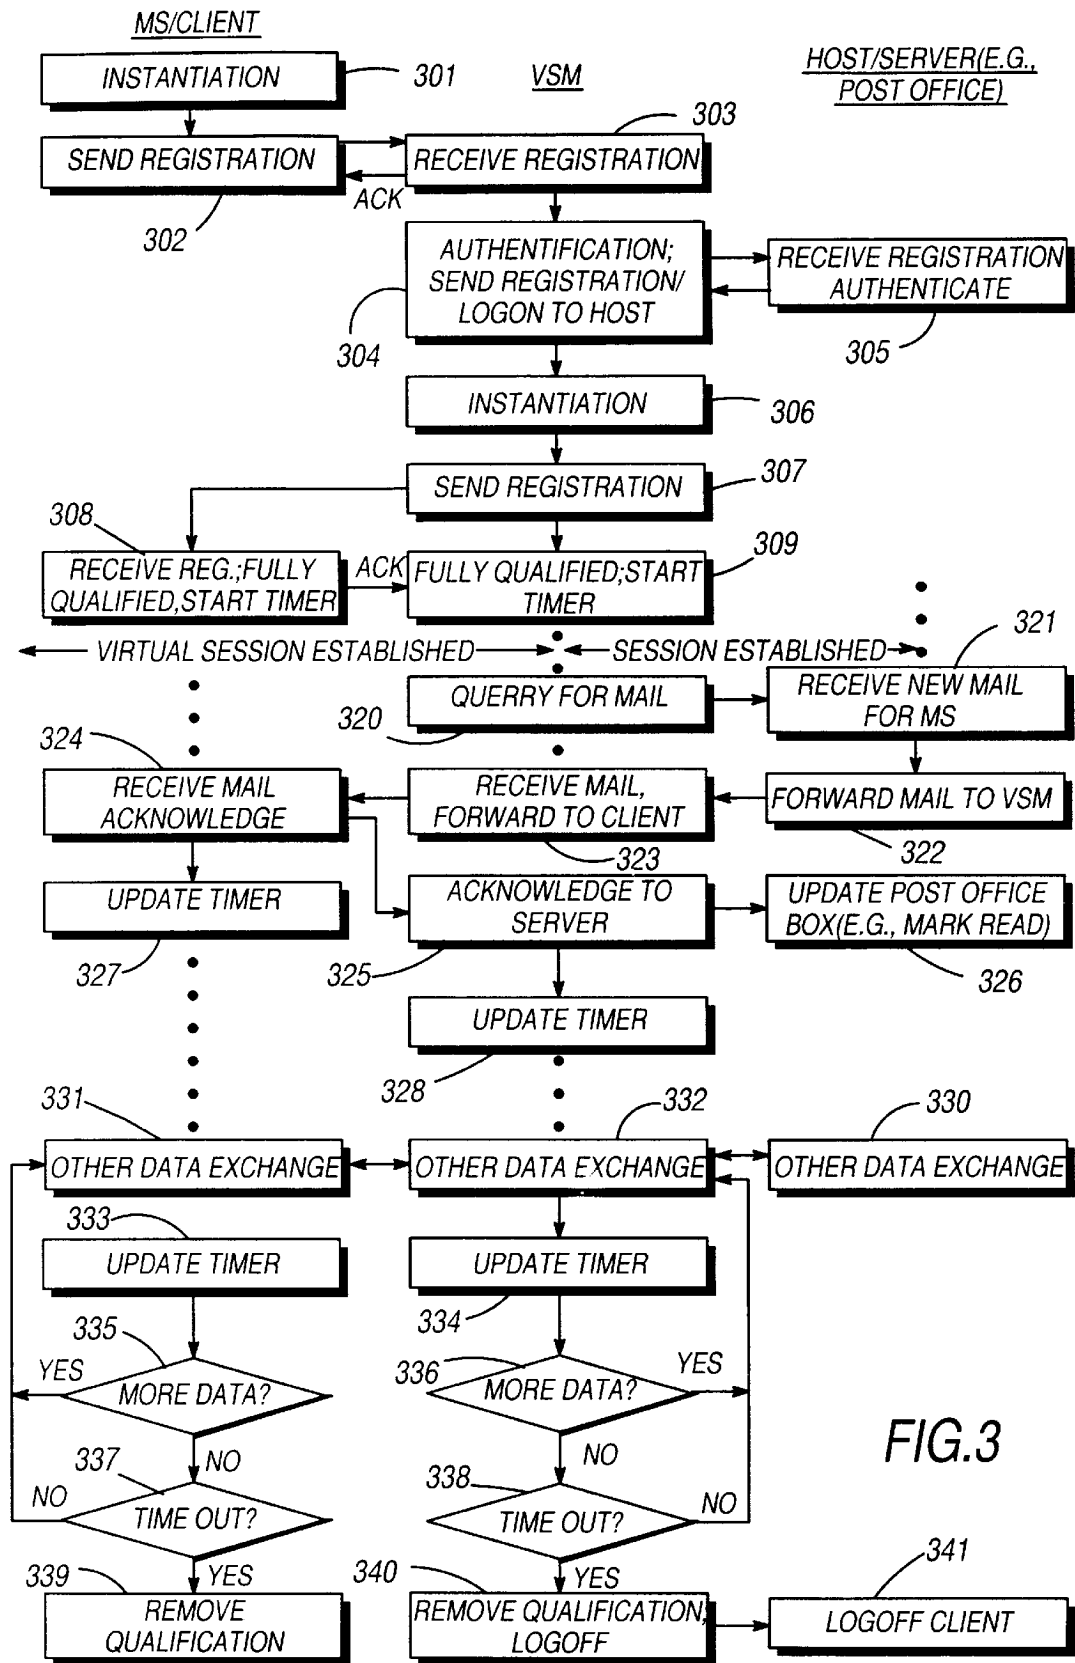 MS/CLIENT
INSTANTIATION
301
VSM
HOST/SERVER(E.G.,
POST OFFICE)
303
SEND REGISTRATION
RECEIVE REGISTRATION
ACK
302
AUTHENTIFICATION;
SEND REGISTRATION/
LOGON TO HOST
RECEIVE REGISTRATION
AUTHENTICATE
304
305
INSTANTIATION
306
SEND REGISTRATION
307
308
309
RECEIVE REG.;FULLY
QUALIFIED,START TIMER
ACK
FULLY QUALIFIED;START
TIMER
321
VIRTUAL SESSION ESTABLISHED
SESSION ESTABLISHED
QUERRY FOR MAIL
320
RECEIVE NEW MAIL
FOR MS
324
RECEIVE MAIL
ACKNOWLEDGE
RECEIVE MAIL,
FORWARD TO CLIENT
FORWARD MAIL TO VSM
323
322
UPDATE TIMER
ACKNOWLEDGE TO
SERVER
UPDATE POST OFFICE
BOX(E.G., MARK READ)
327
325
326
UPDATE TIMER
328
331
332
330
OTHER DATA EXCHANGE
OTHER DATA EXCHANGE
OTHER DATA EXCHANGE
333
UPDATE TIMER
UPDATE TIMER
334
335
336
YES
MORE DATA?
MORE DATA?
YES
FIG.3
NO
NO
337
338
NO
TIME OUT?
TIME OUT?
NO
YES
YES
339
340
341
REMOVE
QUALIFICATION
REMOVE QUALIFICATION,
LOGOFF
LOGOFF CLIENT